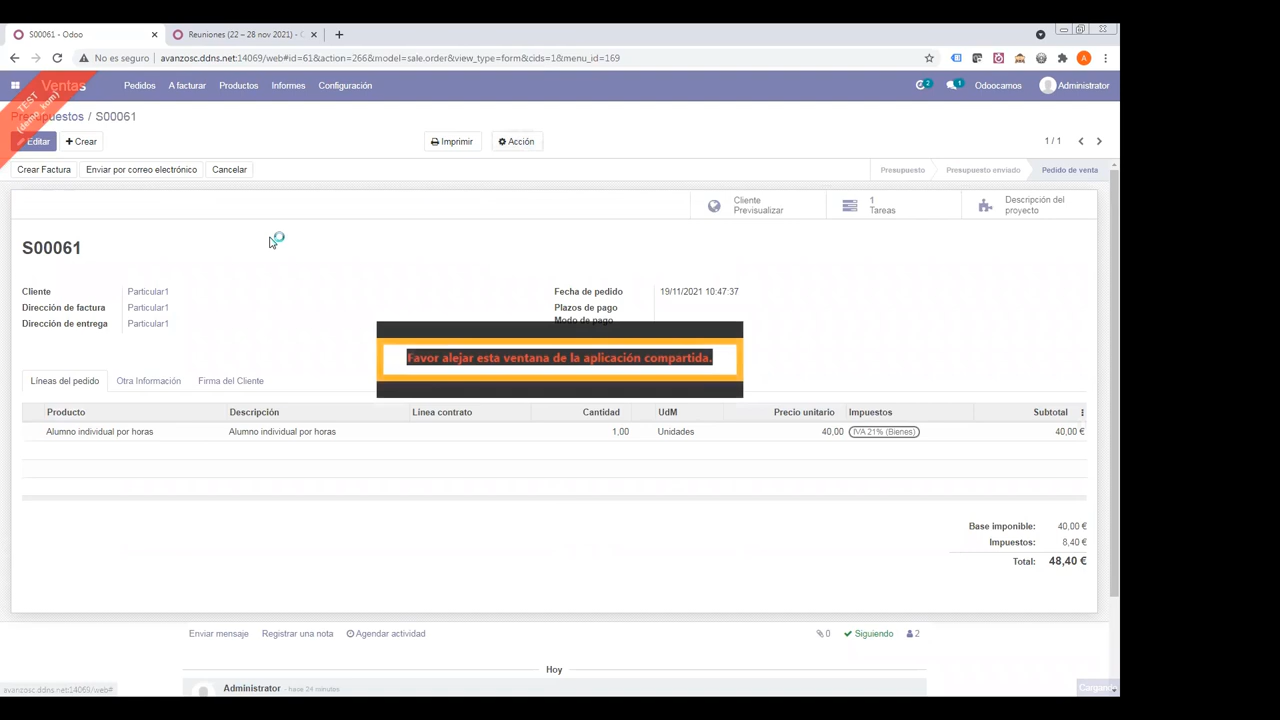 S00061 - Odoo
Reuniones (22 – 28 nov 2021) -
No es seguro
avanzosc.ddns.net:14069/web#id=61&action=266&model=sale.order&view_type=form&cids=1&menu_id=169
A
TEST
Ventas
Pedidos
A facturar
Productos
Informes
Configuración
2
1
Odoocamos
Administrator
Presupuestos / S00061
Editar
Crear
Imprimir
Acción
1 / 1
Crear Factura
Enviar por correo electrónico
Cancelar
Presupuesto
Presupuesto enviado
Pedido de venta
Cliente
Previsualizar
1
Tareas
Descripción del
proyecto
S00061
Cliente Particular1
Dirección de factura Particular1
Dirección de entrega Particular1
Fecha de pedido 19/11/2021 10:47:37
Plazos de pago
Modo de pago
Favor alejar esta ventana de la aplicación compartida.
Líneas del pedido
Otra Información
Firma del Cliente
Producto Descripción Línea contrato Cantidad UdM Precio unitario Impuestos Subtotal
Alumno individual por horas Alumno individual por horas 1,00 Unidades 40,00 IVA 21% (Bienes) 40,00 €
Base imponible: 40,00 €
Impuestos: 8,40 €
Total: 48,40 €
Enviar mensaje
Registrar una nota
Agendar actividad
0
Siguiendo
2
Hoy
Administrator - hace 24 minutos
avanzosc.ddns.net:14069/web#